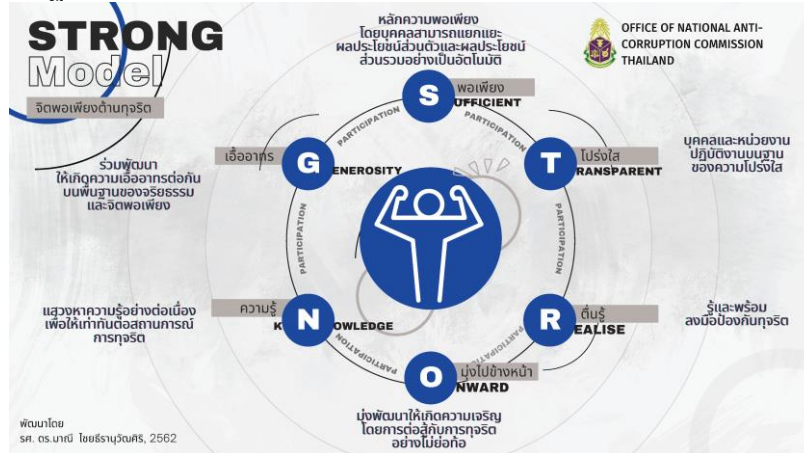 STRONG
Model
จิตพอเพียงด้านทุจริต
หลักความพอเพียง
โดยบุคคลสามารถแยกแยะ
ผลประโยชน์ส่วนตัวและผลประโยชน์
ส่วนรวมอย่างเป็นอัตโนมัติ
OFFICE OF NATIONAL ANTI-
CORRUPTION COMMISSION
THAILAND
S
พอเพียง
UFFICIENT
PARTICIPATION
PARTICIPATION
G
เอื้ออาทร
ENEROSITY
ร่วมพัฒนา
ให้เกิดความเอื้ออาทรต่อกัน
บนพื้นฐานของจริยธรรม
และจิตพอเพียง
T
โปร่งใส
RANSPARENT
บุคคลและหน่วยงาน
ปฏิบัติงานบนฐาน
ของความโปร่งใส
PARTICIPATION
PARTICIPATION
แสวงหาความรู้อย่างต่อเนื่อง
เพื่อให้เท่าทันต่อสถานการณ์
การทุจริต
ความรู้
K N OWLEDGE
R
ตื่นรู้
EALISE
รู้และพร้อม
ลงมือป้องกันทุจริต
PARTICIPATION
PARTICIPATION
O
มุ่งไปข้างหน้า
NWARD
มุ่งพัฒนาให้เกิดความเจริญ
โดยการต่อสู้กับการทุจริต
อย่างไม่ย่อท้อ
พัฒนาโดย
รศ. ดร.มาณี ไชยธีรานุวัฒศิริ, 2562